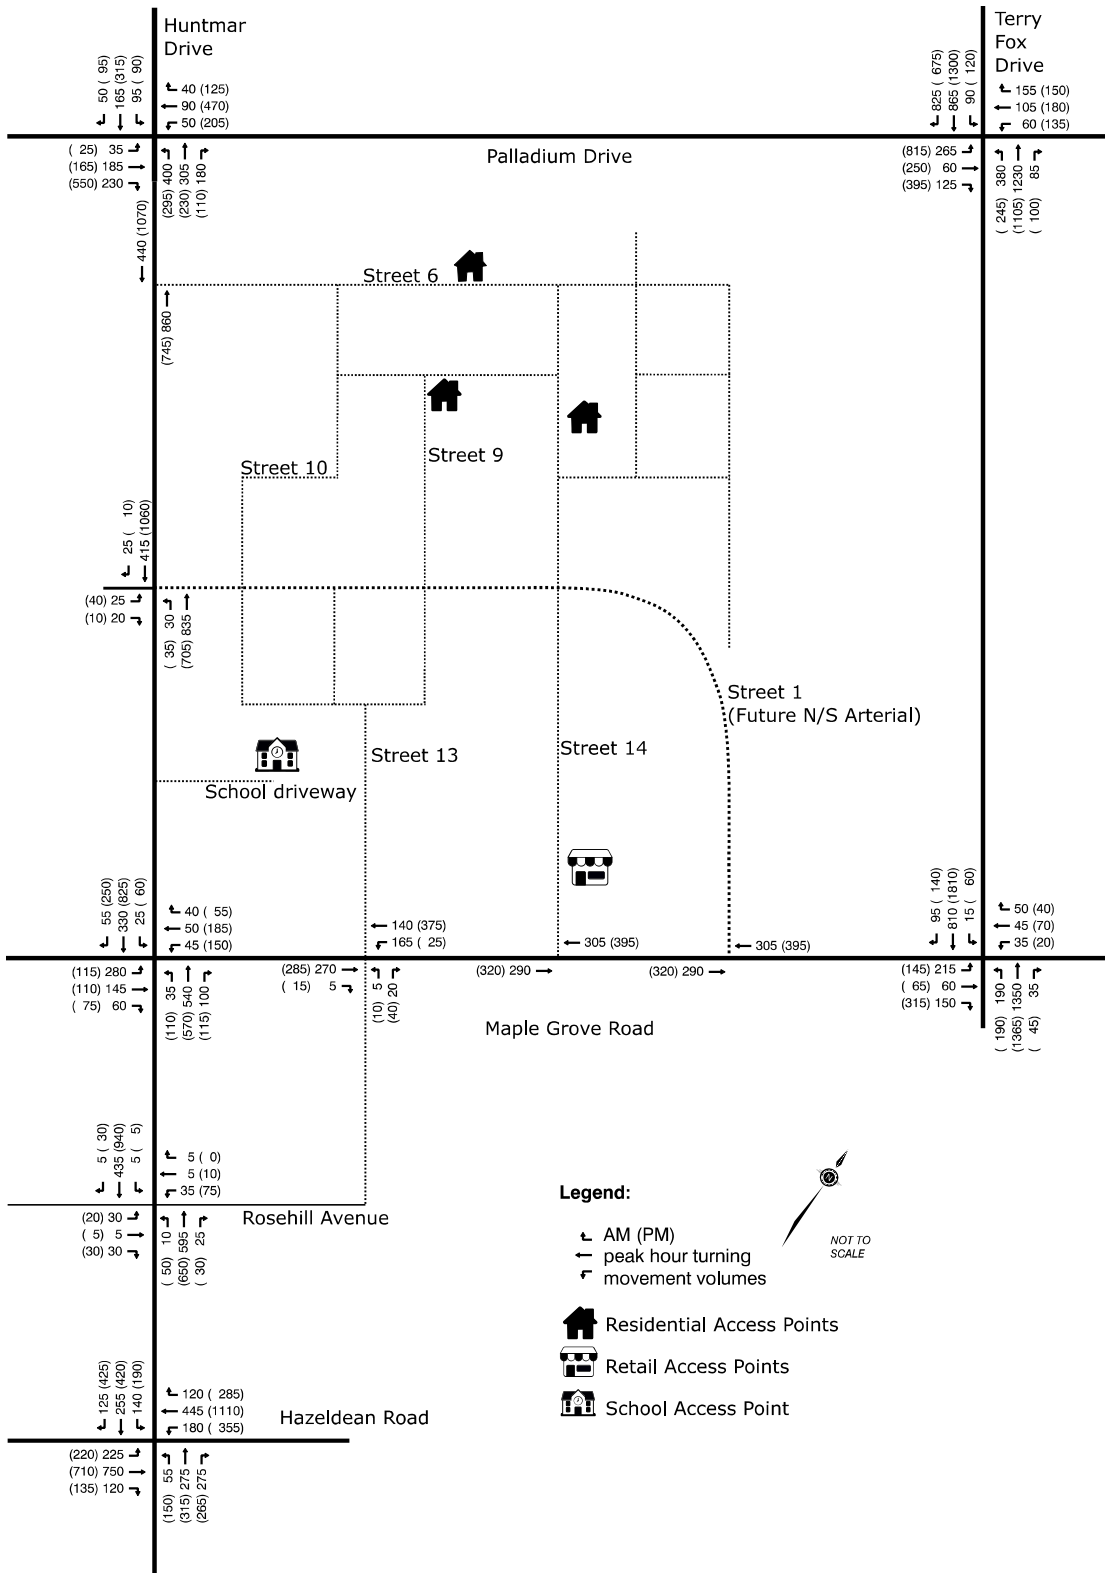 Huntmar
Drive
Terry
Fox
Drive
50 ( 95)
165 (315)
95 ( 90)
40 (125)
90 (470)
50 (205)
825 ( 675)
865 (1300)
90 ( 120)
155 (150)
105 (180)
60 (135)
Palladium Drive
( 25) 35
(165) 185
(550) 230
(295) 400
(230) 305
(110) 180
(815) 265
(250) 60
(395) 125
( 245) 380
(1105) 1230
( 100) 85
440 (1070)
Street 6
(745) 860
Street 9
Street 10
25 ( 10)
415 (1060)
(40) 25
(10) 20
( 35) 30
(705) 835
Street 1
(Future N/S Arterial)
Street 13
Street 14
School driveway
55 (250)
330 (825)
25 ( 60)
40 ( 55)
50 (185)
45 (150)
140 (375)
165 ( 25)
305 (395)
305 (395)
95 ( 140)
810 (1810)
15 ( 60)
50 (40)
45 (70)
35 (20)
(115) 280
(110) 145
( 75) 60
(110) 35
(570) 540
(115) 100
(285) 270
( 15) 5
(10) 5
(40) 20
(320) 290
(320) 290
(145) 215
( 65) 60
(315) 150
( 190) 190
(1365) 1350
( 45) 35
Maple Grove Road
5 ( 30)
435 (940)
5 ( 5)
5 ( 0)
5 (10)
35 (75)
Rosehill Avenue
(20) 30
( 5) 5
(30) 30
( 50) 10
(650) 595
( 30) 25
Legend:
AM (PM)
peak hour turning
movement volumes
NOT TO
SCALE
Residential Access Points
Retail Access Points
School Access Point
125 (425)
255 (420)
140 (190)
120 ( 285)
445 (1110)
180 ( 355)
Hazeldean Road
(220) 225
(710) 750
(135) 120
(150) 55
(315) 275
(265) 275